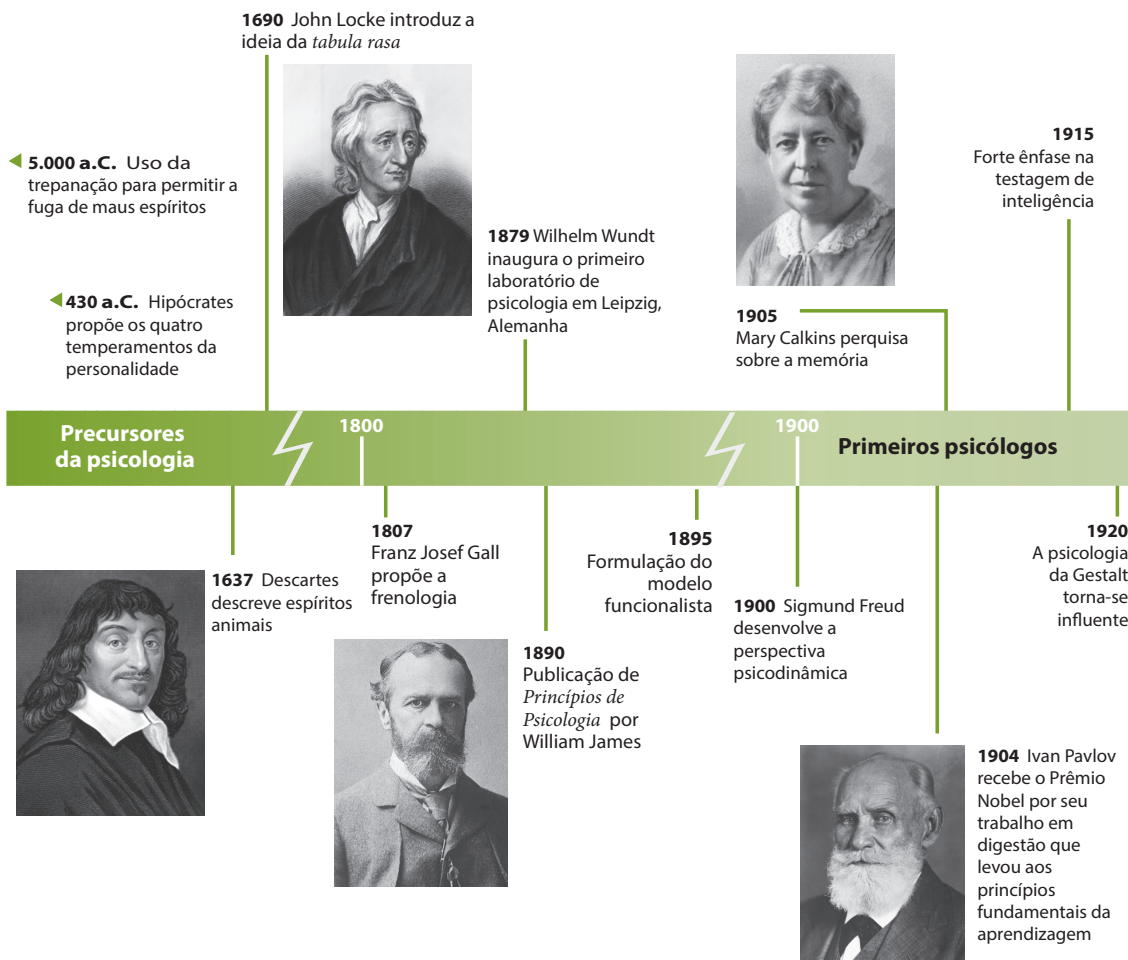 1690 John Locke introduz a
ideia da tabula rasa
5.000 a.C. Uso da
trepanação para permitir a
fuga de maus espíritos
430 a.C. Hipócrates
propõe os quatro
temperamentos da
personalidade
1879 Wilhelm Wundt
inaugura o primeiro
laboratório de
psicologia em Leipzig,
Alemanha
1905
Mary Calkins perquisa
sobre a memória
1915
Forte ênfase na
testagem de
inteligência
Precursores
da psicologia
1800
1900
Primeiros psicólogos
1637 Descartes
descreve espíritos
animais
1807
Franz Josef Gall
propõe a
frenologia
1890
Publicação de
Princípios de
Psicologia por
William James
1895
Formulação do
modelo
funcionalista
1900 Sigmund Freud
desenvolve a
perspectiva
psicodinâmica
1904 Ivan Pavlov
recebe o Prêmio
Nobel por seu
trabalho em
digestão que
levou aos
princípios
fundamentais da
aprendizagem
1920
A psicologia
da Gestalt
torna-se
influente